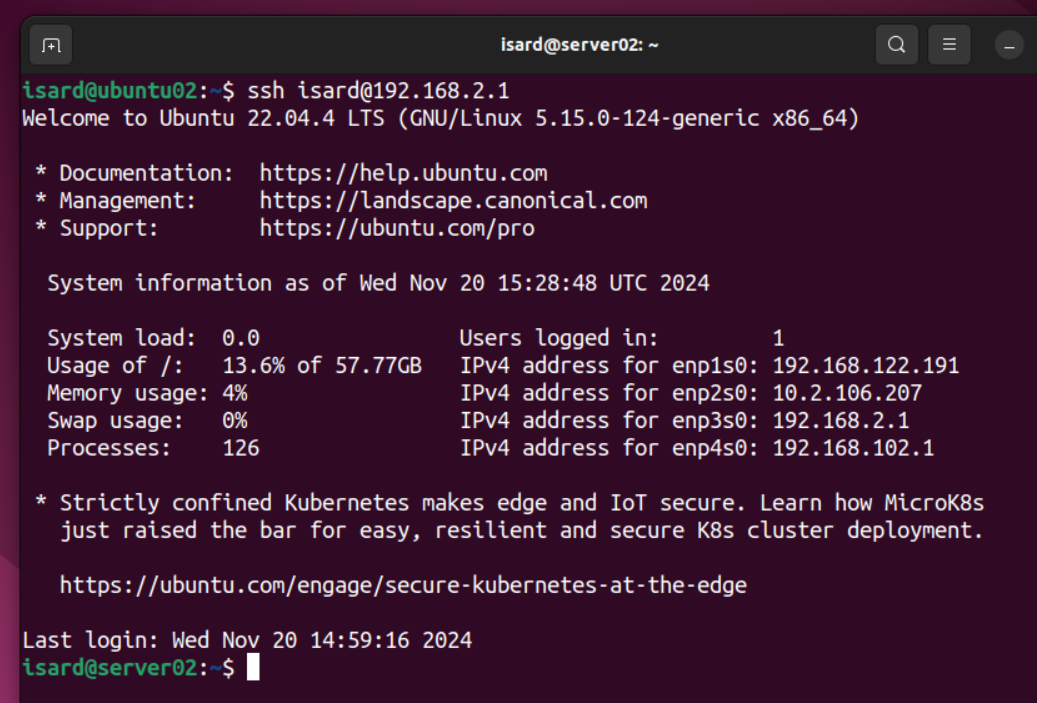 isard@server02: ~
isard@ubuntu02:~$ ssh isard@192.168.2.1
Welcome to Ubuntu 22.04.4 LTS (GNU/Linux 5.15.0-124-generic x86_64)
* Documentation:  https://help.ubuntu.com
* Management:     https://landscape.canonical.com
* Support:        https://ubuntu.com/pro
System information as of Wed Nov 20 15:28:48 UTC 2024
System load:  0.0                Users logged in:         1
Usage of /:   13.6% of 57.77GB   IPv4 address for enp1s0: 192.168.122.191
Memory usage: 4%                 IPv4 address for enp2s0: 10.2.106.207
Swap usage:   0%                 IPv4 address for enp3s0: 192.168.2.1
Processes:    126                IPv4 address for enp4s0: 192.168.102.1
* Strictly confined Kubernetes makes edge and IoT secure. Learn how MicroK8s
just raised the bar for easy, resilient and secure K8s cluster deployment.
https://ubuntu.com/engage/secure-kubernetes-at-the-edge
Last login: Wed Nov 20 14:59:16 2024
isard@server02:~$